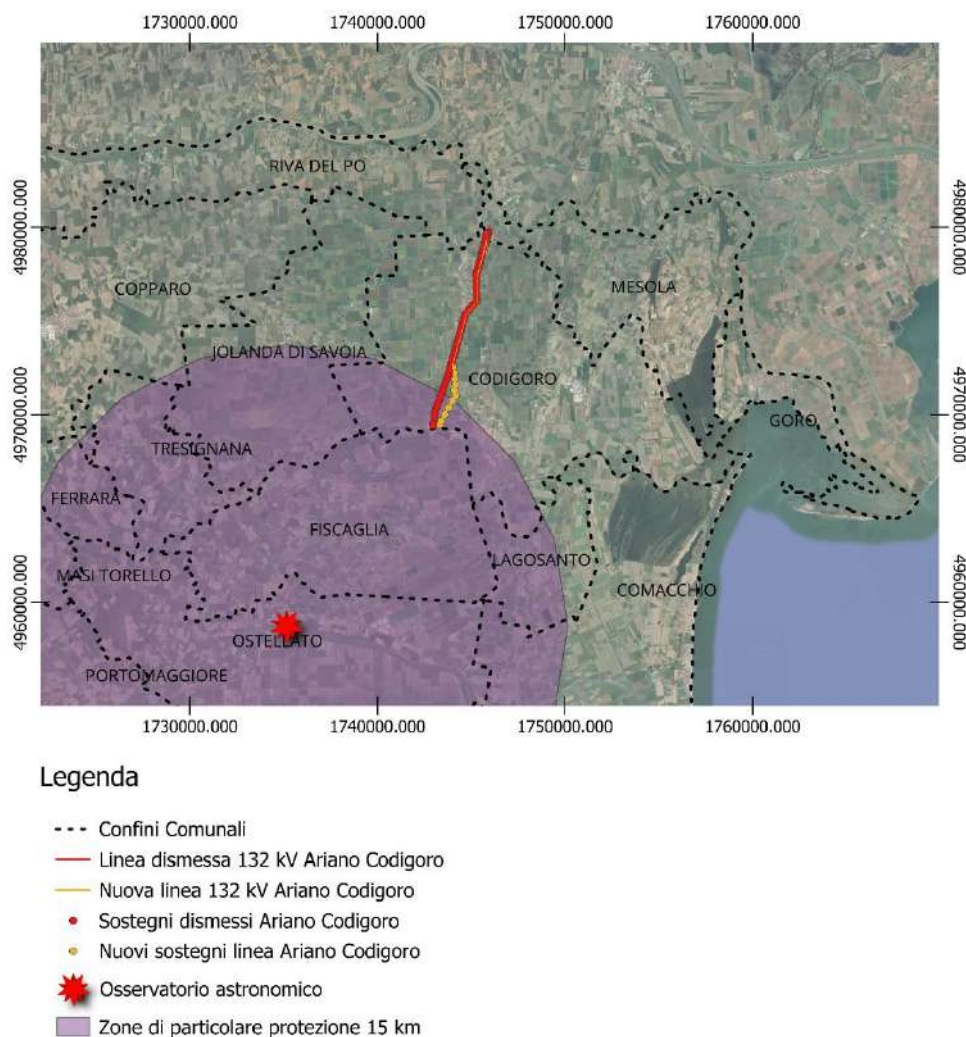 1730000.000 1740000.000 1750000.000 1760000.000
RIVA DEL PO
4980000.000 4980000.000
COPPARO
MESOLA
JOLANDA DI SAVOIA
CODIGORO
4970000.000 4970000.000
GORO
TRESIGNANA
FERRARA
FISCAGLIA
LAGOSANTO
MASI TORELLO
COMACCHIO
4960000.000 4960000.000
OSTELLATO
PORTOMAGGIORE
1730000.000 1740000.000 1750000.000 1760000.000
Legenda
Confini Comunali
Linea dismessa 132 kV Ariano Codigoro
Nuova linea 132 kV Ariano Codigoro
Sostegni dismessi Ariano Codigoro
Nuovi sostegni linea Ariano Codigoro
Osservatorio astronomico
Zone di particolare protezione 15 km